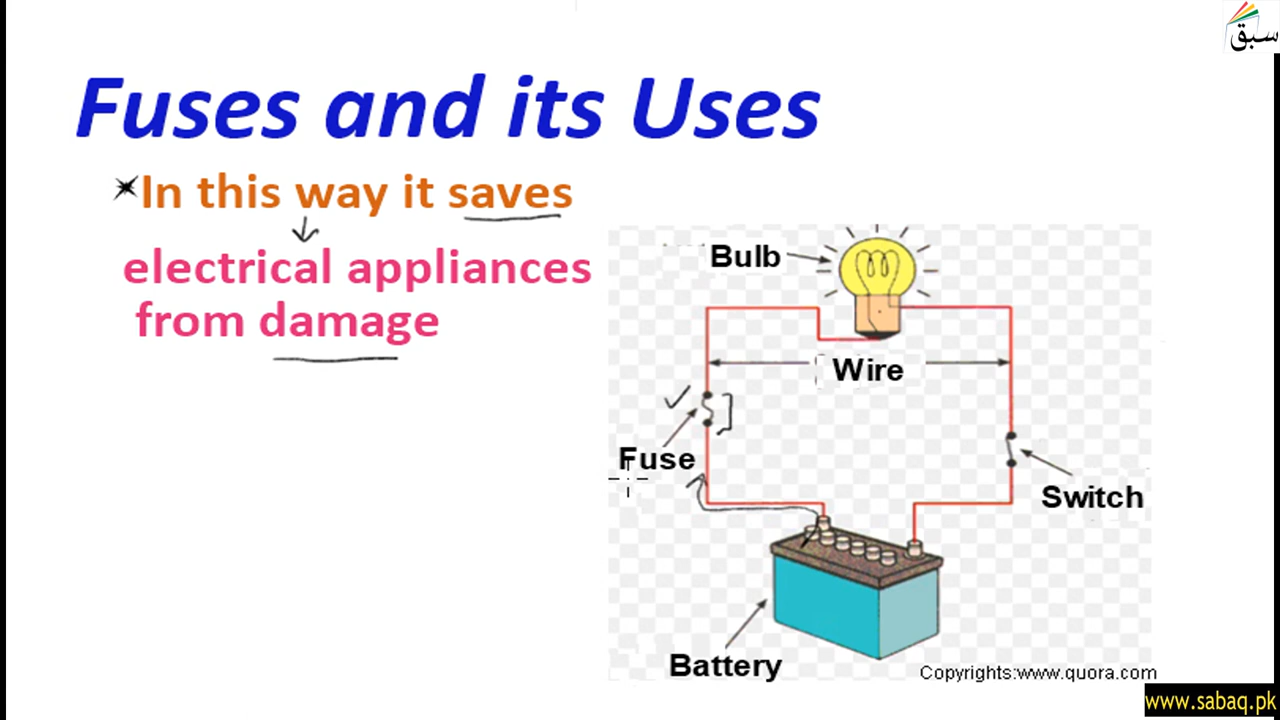 سبق
Fuses and its Uses
In this way it saves
electrical appliances
from damage
Bulb
Wire
Fuse
Switch
Battery
Copyrights:www.quora.com
www.sabaq.pk